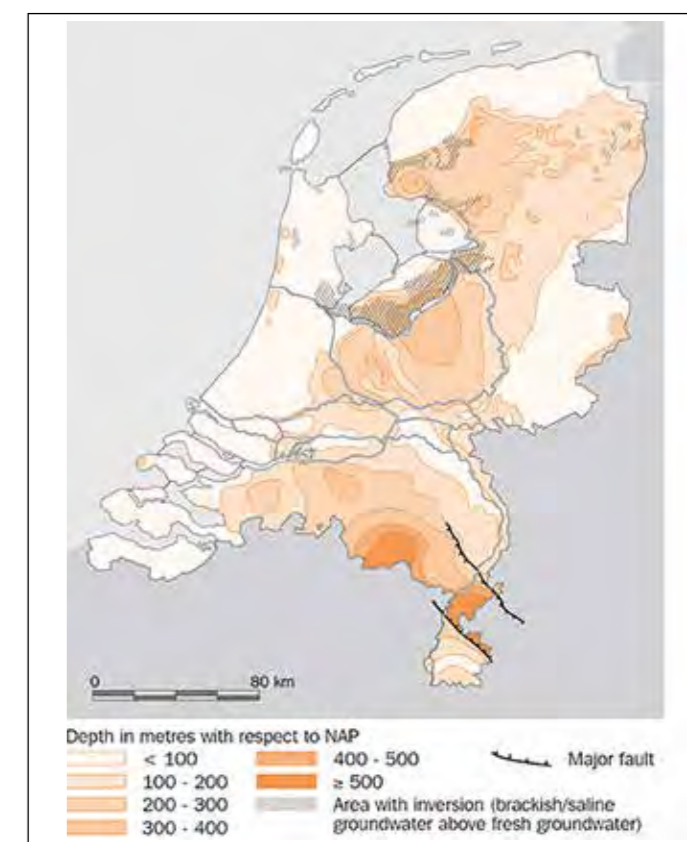 0 80 km
Depth in metres with respect to NAP
< 100
100 - 200
200 - 300
300 - 400
400 - 500
≥ 500
Area with inversion (brackish/saline
groundwater above fresh groundwater)
Major fault